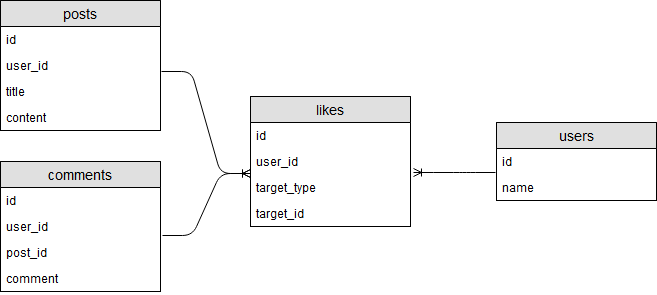 posts
id
user_id
title
content
comments
id
user_id
post_id
comment
likes
id
user_id
target_type
target_id
users
id
name